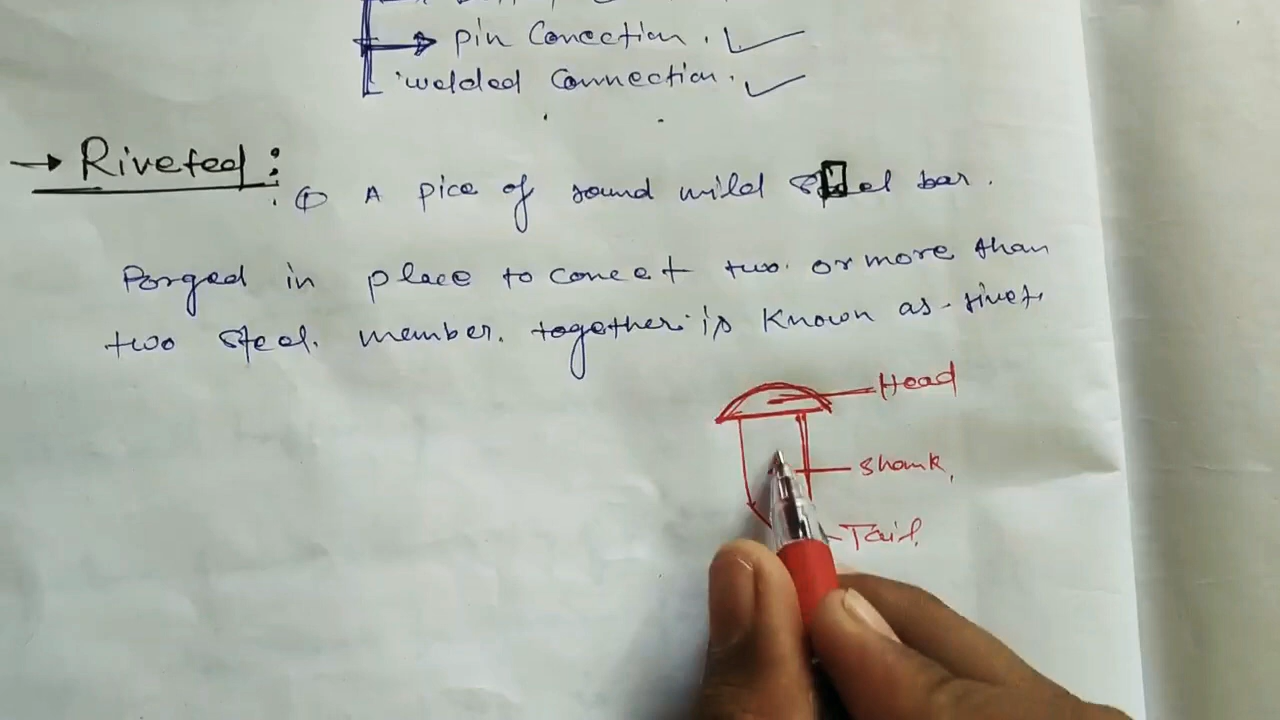 → pin Conection.
welded Connection.
→ Riveted:
① A pice of sound mild steel bar.
Forged in place to conect two or more than
two steel. member. together is Known as rivet.
Head
Shank,
Tail.